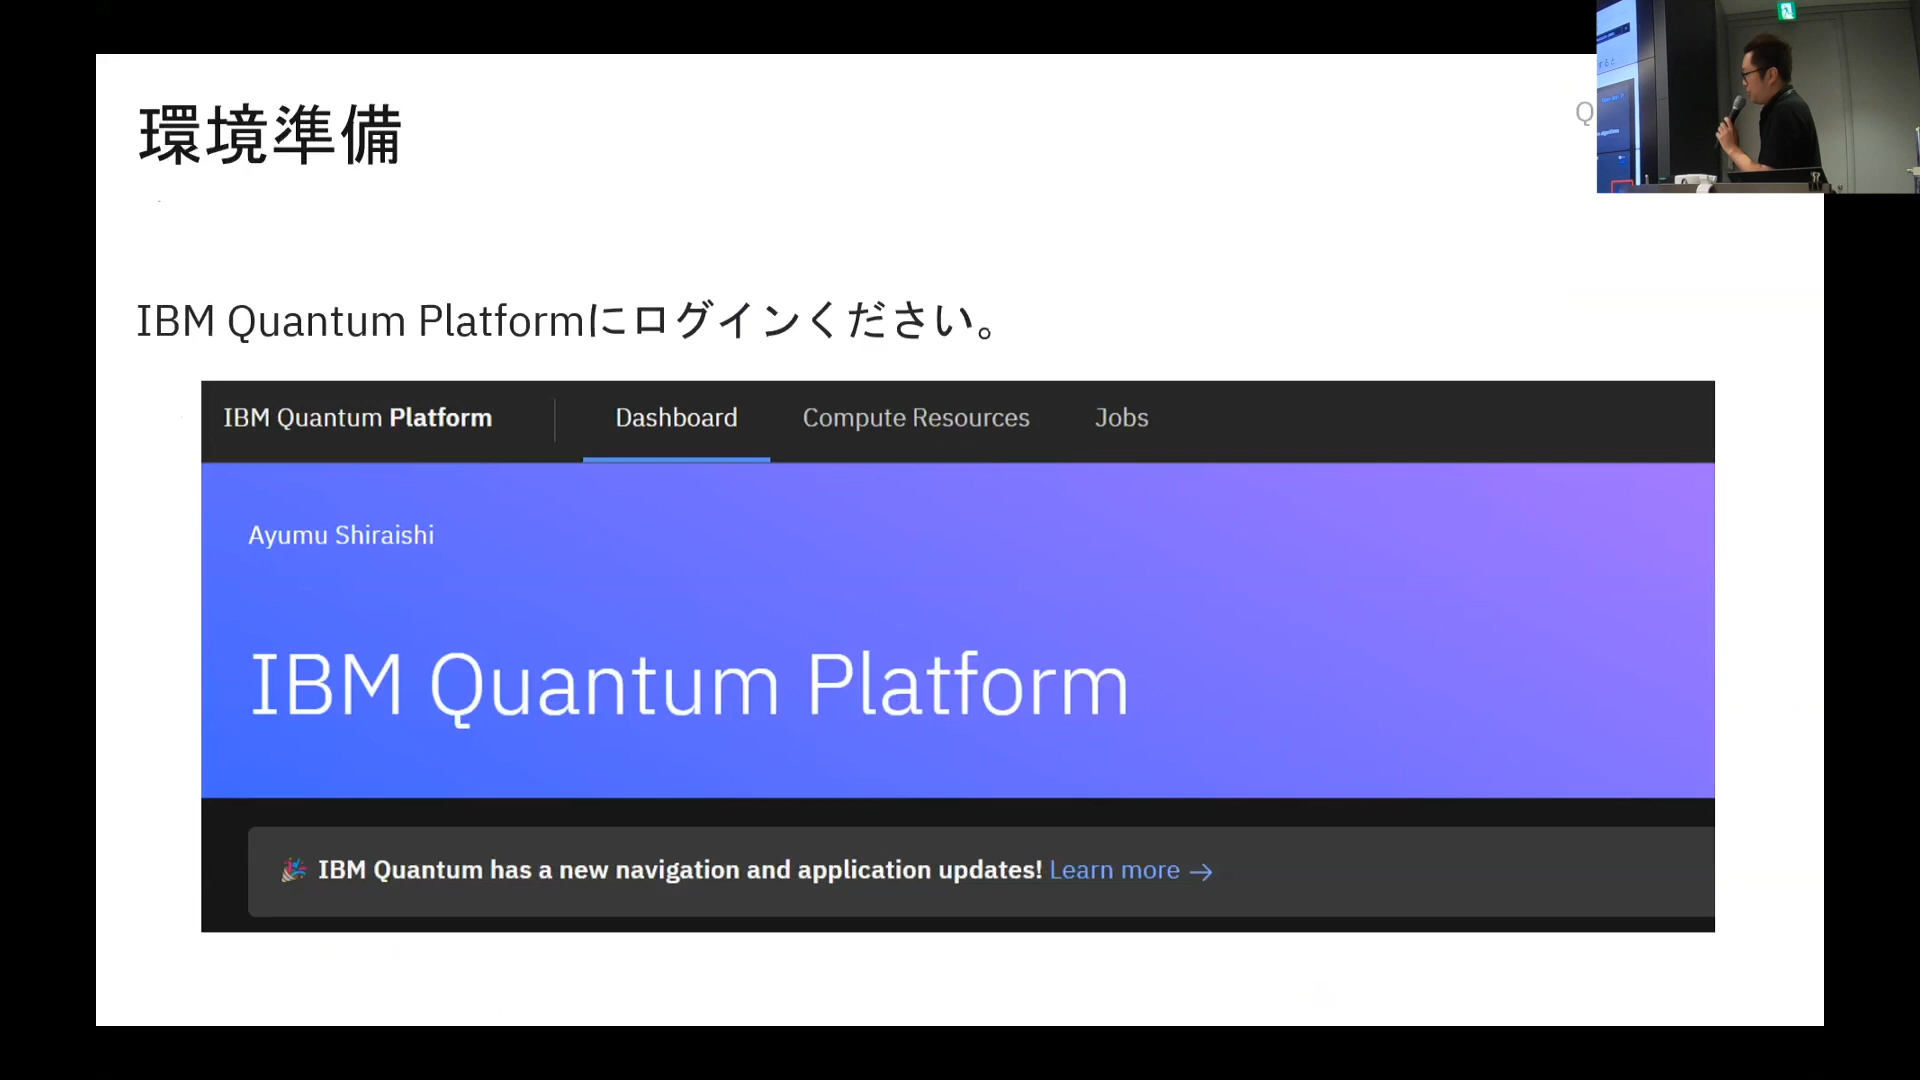 環境準備
Q
IBM Quantum Platformにログインください。
IBM Quantum Platform
Dashboard
Compute Resources
Jobs
Ayumu Shiraishi
IBM Quantum Platform
🎉 IBM Quantum has a new navigation and application updates! Learn more →